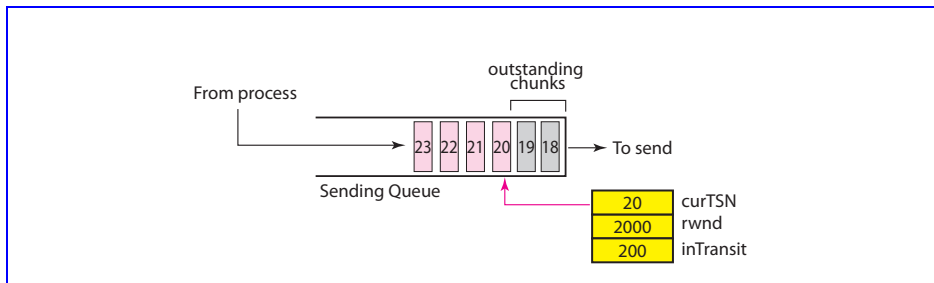 outstanding
chunks
From process
23 22 21 20 19 18
To send
Sending Queue
20 curTSN
2000 rwnd
200 inTransit